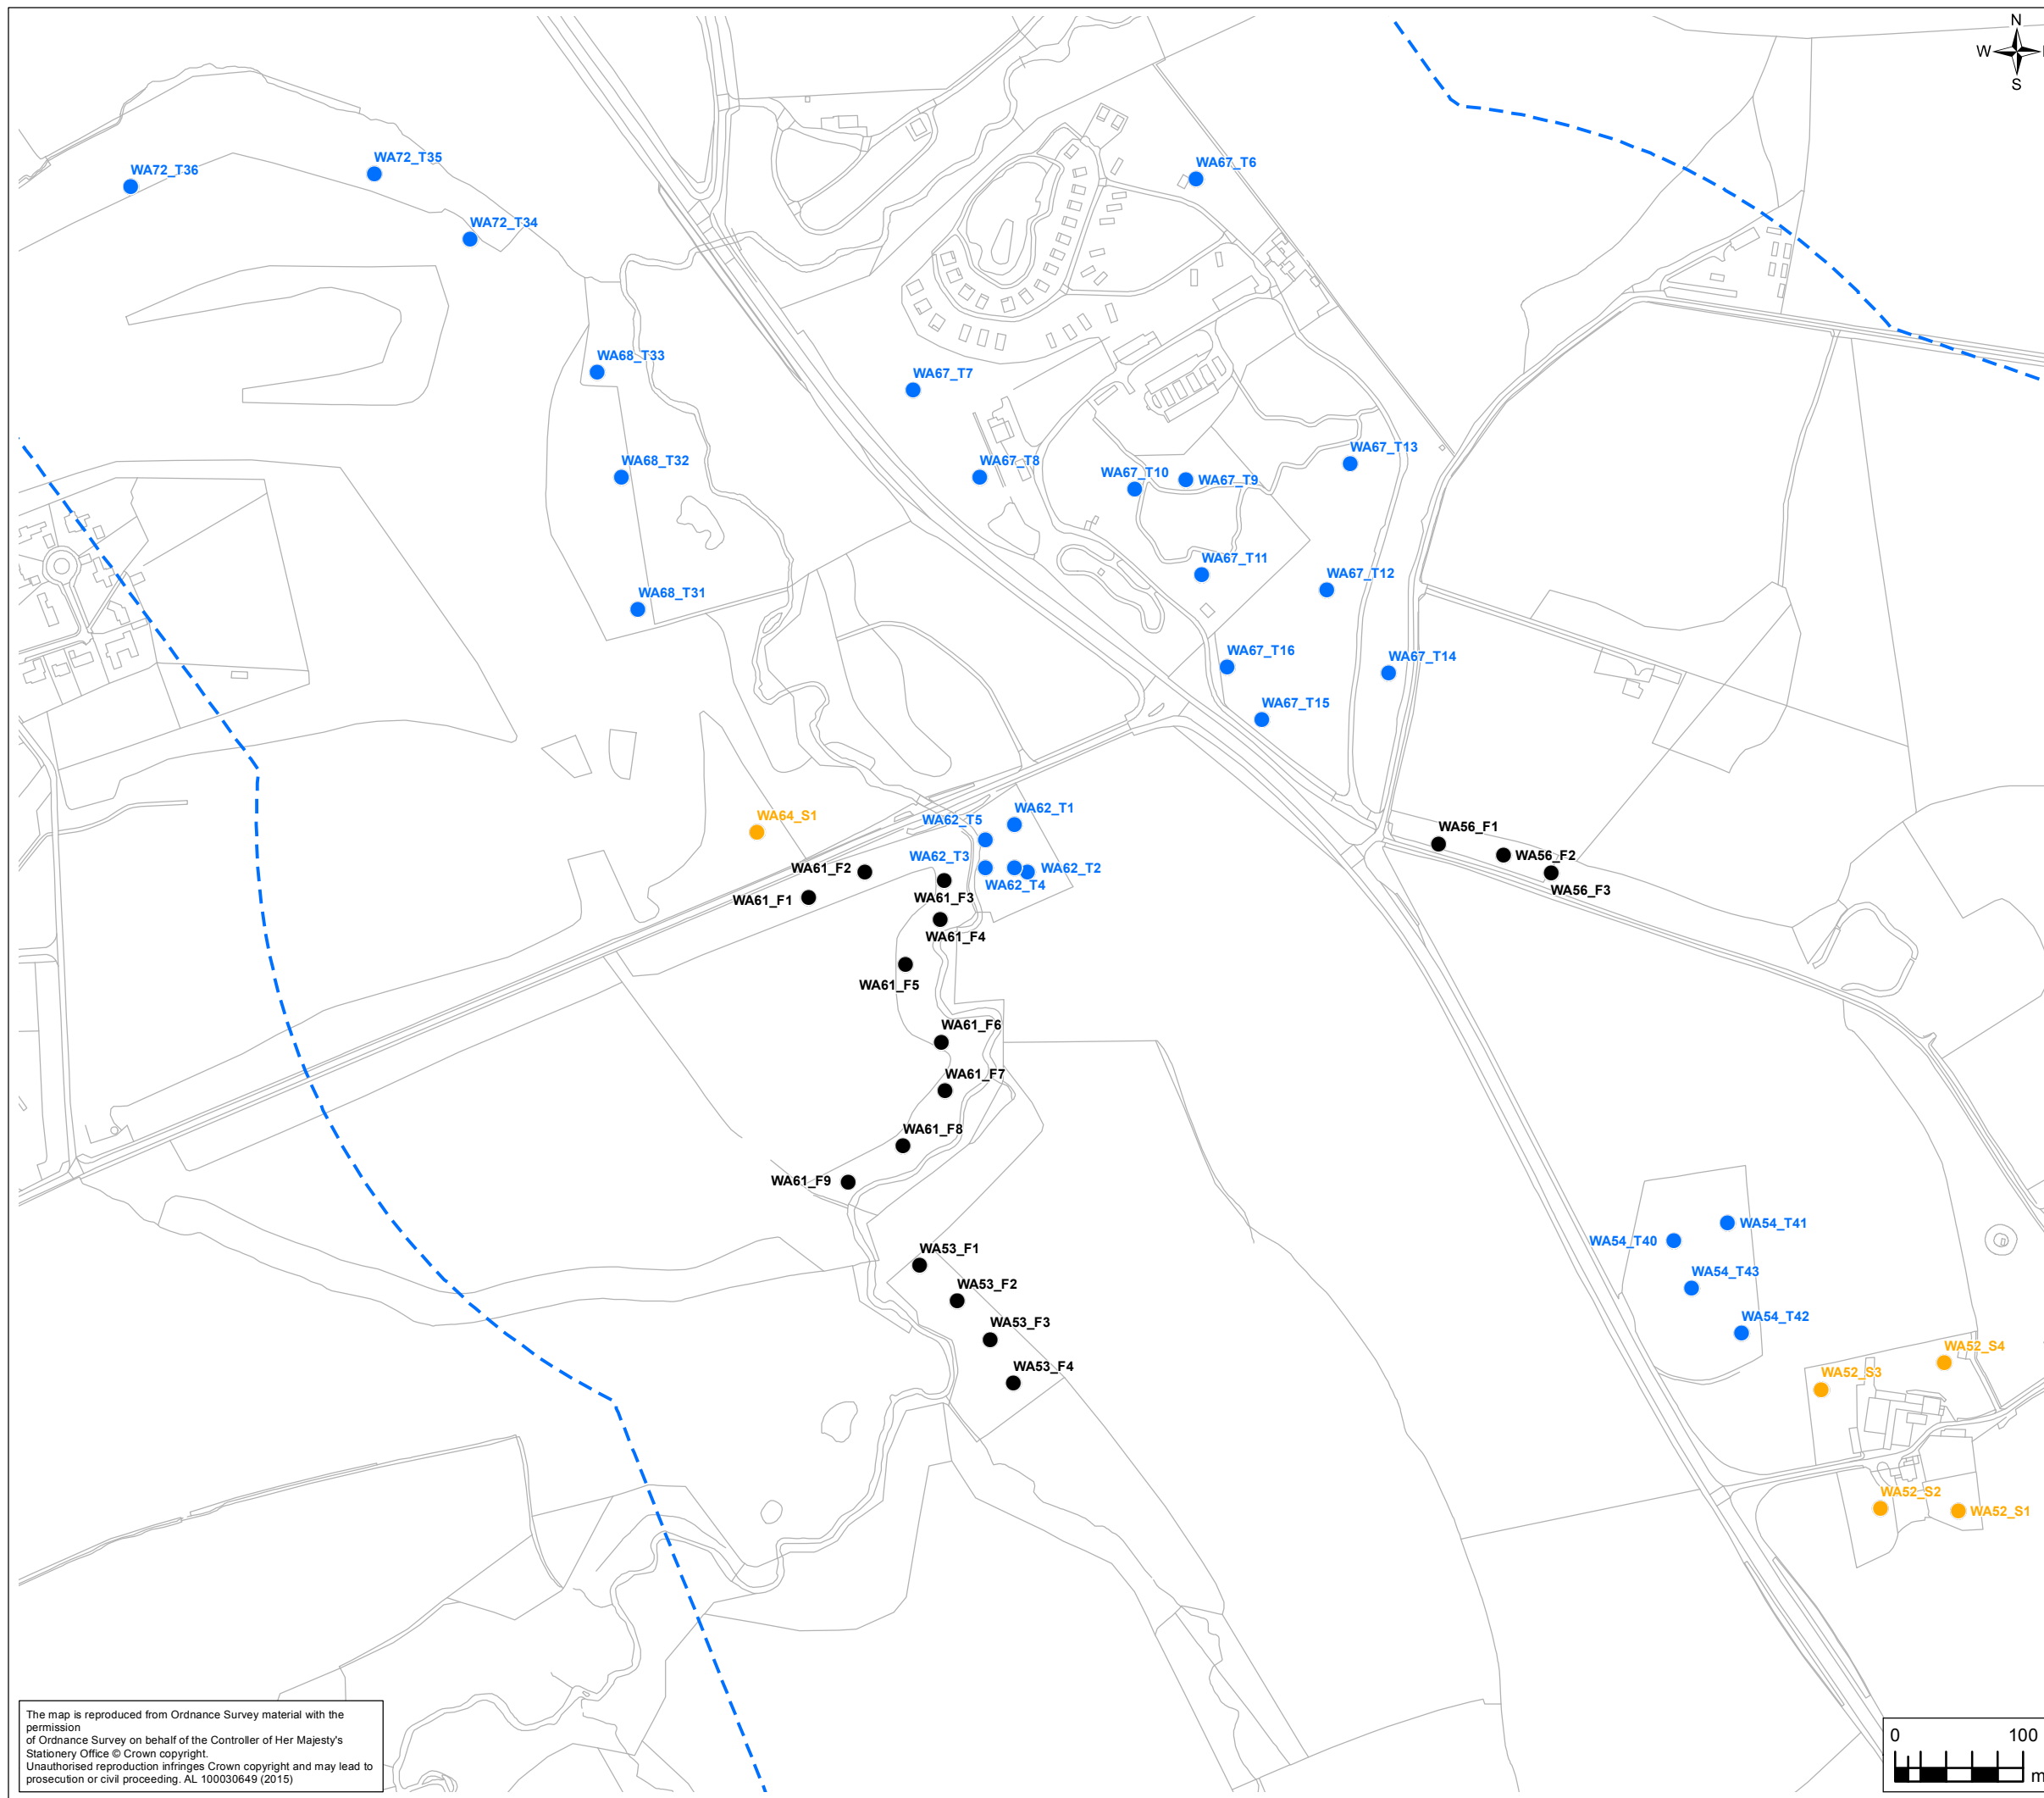 N
W
S
WA67_T6
WA72_T35
WA72_T36
WA72_T34
WA68_T33
WA67_T7
WA67_T13
WA68_T32
WA67_T8
WA67_T10
WA67_T9
WA67_T11
WA67_T12
WA68_T31
WA67_T16
WA67_T14
WA67_T15
WA62_T1
WA64_S1
WA62_T5
WA56_F1
WA56_F2
WA62_T3
WA62_T2
WA61_F2
WA62_T4
WA56_F3
WA61_F1
WA61_F3
WA61_F4
WA61_F5
WA61_F6
WA61_F7
WA61_F8
WA61_F9
WA54_T41
WA54_T40
WA53_F1
WA54_T43
WA53_F2
WA54_T42
WA53_F3
WA52_S4
WA53_F4
WA52_S3
WA52_S2
WA52_S1
The map is reproduced from Ordnance Survey material with the
permission
of Ordnance Survey on behalf of the Controller of Her Majesty's
Stationery Office © Crown copyright.
Unauthorised reproduction infringes Crown copyright and may lead to
prosecution or civil proceeding. AL 100030649 (2015)
0 100
m